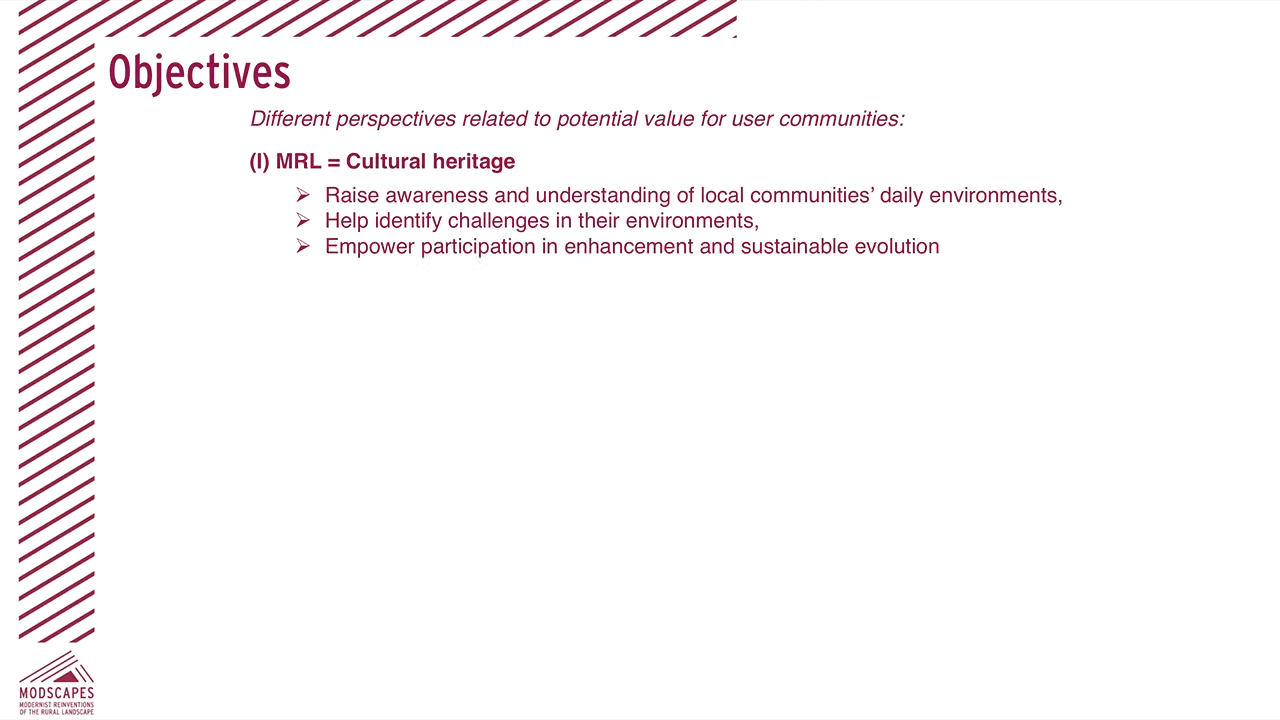 Objectives
Different perspectives related to potential value for user communities:
(I) MRL = Cultural heritage
➢ Raise awareness and understanding of local communities’ daily environments,
➢ Help identify challenges in their environments,
➢ Empower participation in enhancement and sustainable evolution
MODSCAPES
MODERNIST REINVENTIONS
OF THE RURAL LANDSCAPE